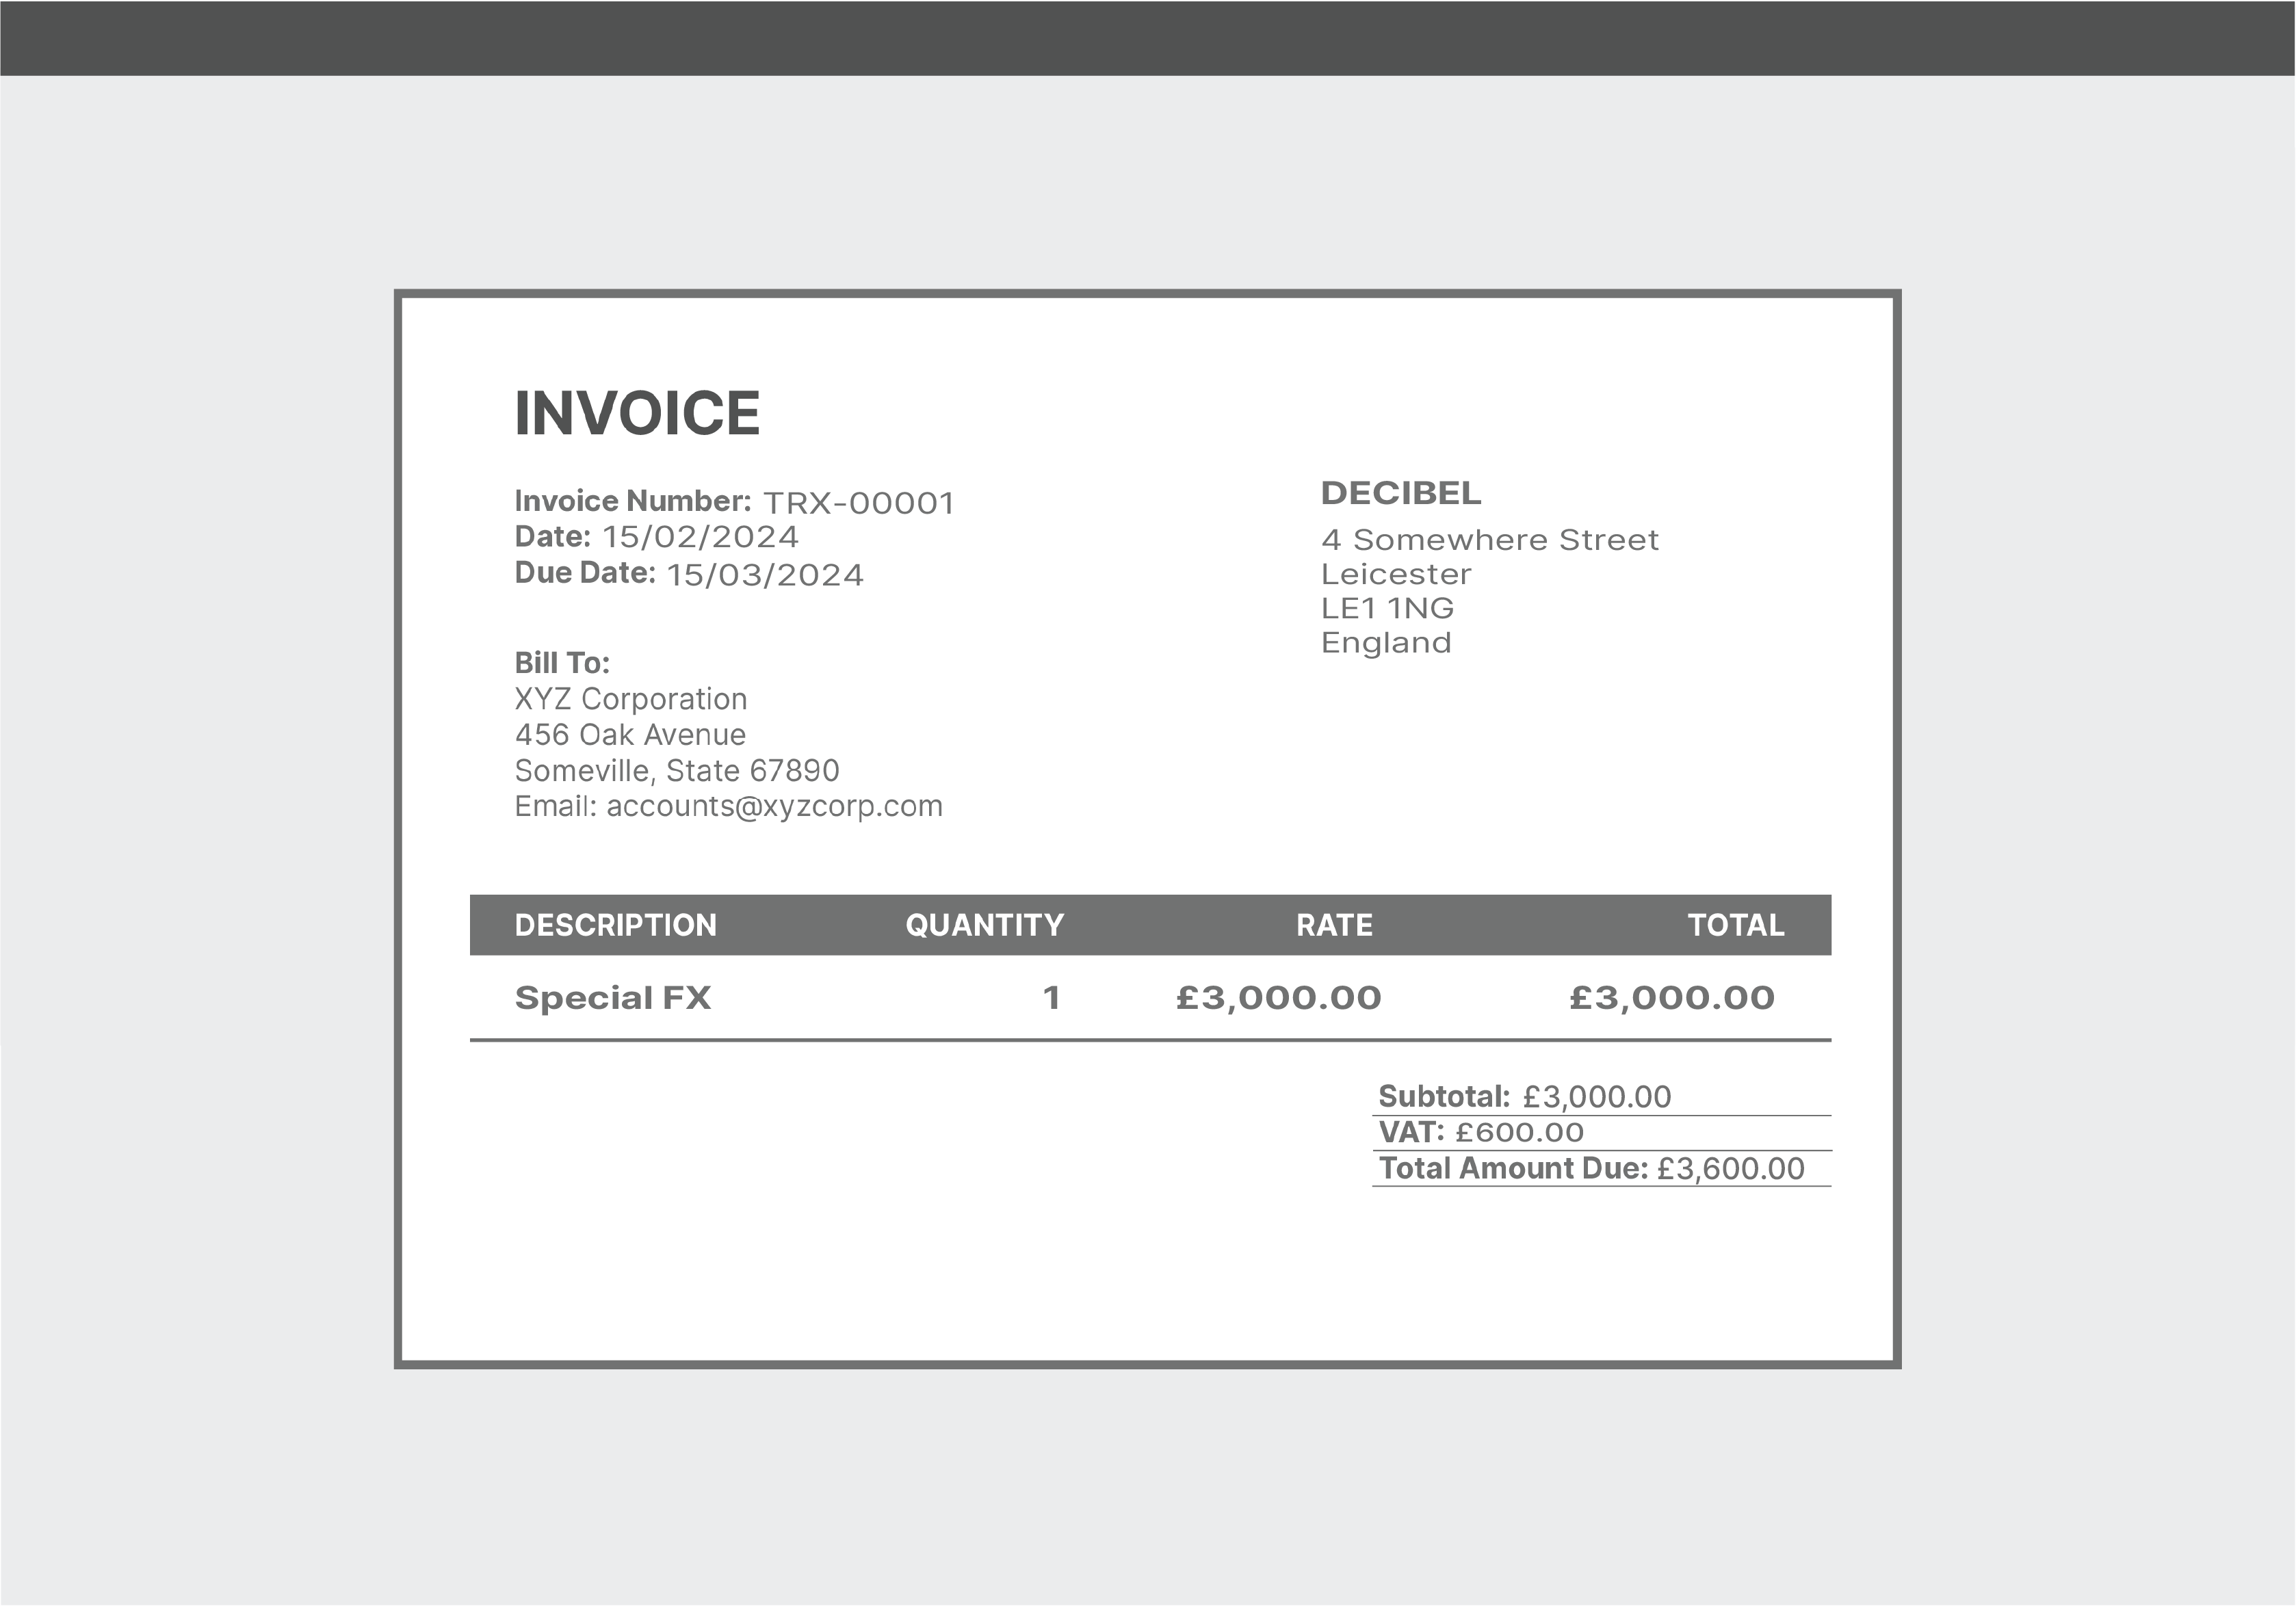 INVOICE
Invoice Number: TRX-00001
Date: 15/02/2024
Due Date: 15/03/2024
DECIBEL
4 Somewhere Street
Leicester
LE1 1NG
England
Bill To:
XYZ Corporation
456 Oak Avenue
Someville, State 67890
Email: accounts@xyzcorp.com
DESCRIPTION QUANTITY RATE TOTAL
Special FX 1 £3,000.00 £3,000.00
Subtotal: £3,000.00
VAT: £600.00
Total Amount Due: £3,600.00